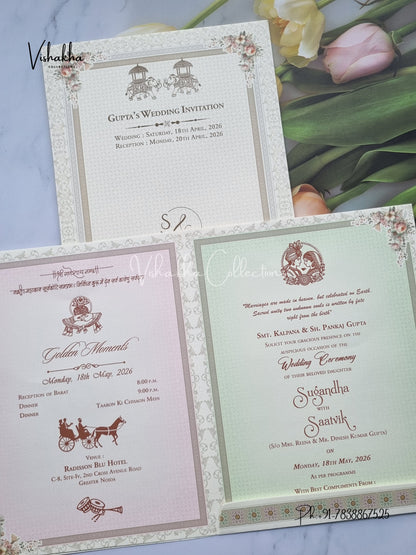 Vishakha
COLLECTIONS
GUPTA'S WEDDING INVITATION
WEDDING : SATURDAY, 18TH APRIL, 2026
RECEPTION : MONDAY, 20TH APRIL, 2026
S
Vishakha Collection
|| श्री गणेशाय नमः ||
Golden Moments
Monday, 18th May, 2026
RECEPTION OF BARAT 8:00 P.M.
DINNER 9:00 P.M.
DINNER TAARON KI CHHAON MEIN
VENUE :
RADISSON BLU HOTEL
C-8, SITE-IV, 2ND CROSS AVENUE ROAD
GREATER NOIDA
"Marriages are made in heaven, but celebrated on Earth
Sacred unity two unknown souls is written by fate
right from the birth"
SMT. KALPANA & SH. PANKAJ GUPTA
SOLICIT YOUR GRACIOUS PRESENCE ON THE
AUSPICIOUS OCCASION OF THE
Wedding Ceremony
OF THEIR BELOVED DAUGHTER
Sugandha
WITH
Saatvik
(S/O MRS. REENA & MR. DINESH KUMAR GUPTA)
ON
MONDAY, 18TH MAY, 2026
AS PER PROGRAMME
WITH BEST COMPLIMENTS FROM :
Ph:+91-7838867525